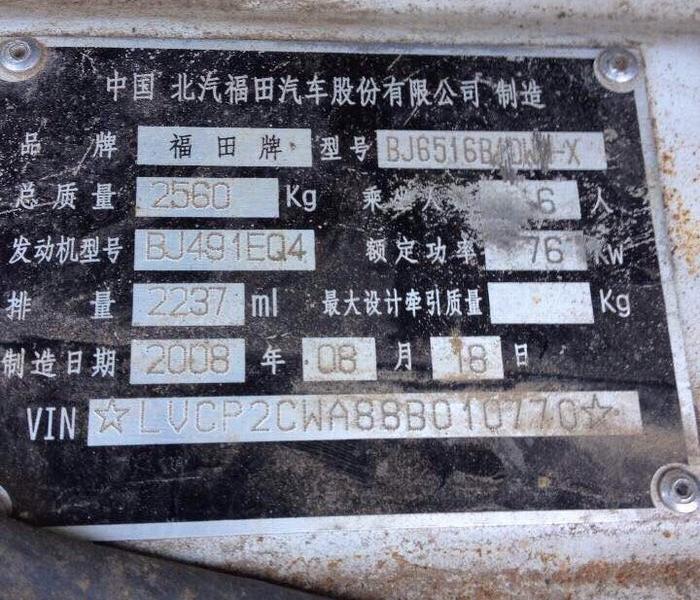 中国 北汽福田汽车股份有限公司 制造
品牌 福田牌 型号
总质量 2560 Kg 乘坐人 6 人
发动机型号 BJ491EQ4 额定功率 76 Kw
排量 2237 ml 最大设计牵引质量 Kg
制造日期 2008 年 08 月 18 日
VIN ☆LVCP2CWA88B010770☆